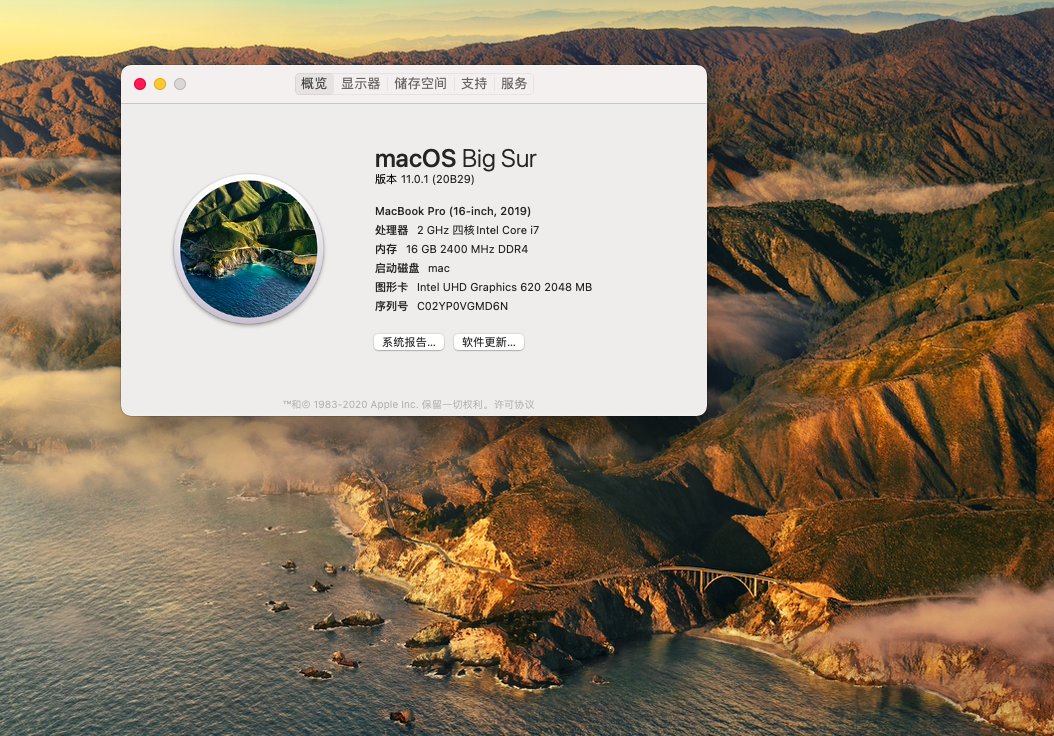 概览 显示器 储存空间 支持 服务
macOS Big Sur
版本 11.0.1 (20B29)
MacBook Pro (16-inch, 2019)
处理器 2 GHz 四核Intel Core i7
内存 16 GB 2400 MHz DDR4
启动磁盘 mac
图形卡 Intel UHD Graphics 620 2048 MB
序列号 C02YP0VGMD6N
系统报告... 软件更新...
™和© 1983-2020 Apple Inc. 保留一切权利。许可协议